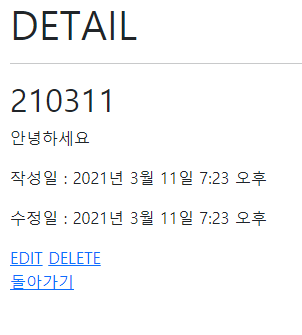 DETAIL
210311
안녕하세요
작성일 : 2021년 3월 11일 7:23 오후
수정일 : 2021년 3월 11일 7:23 오후
EDIT DELETE
돌아가기